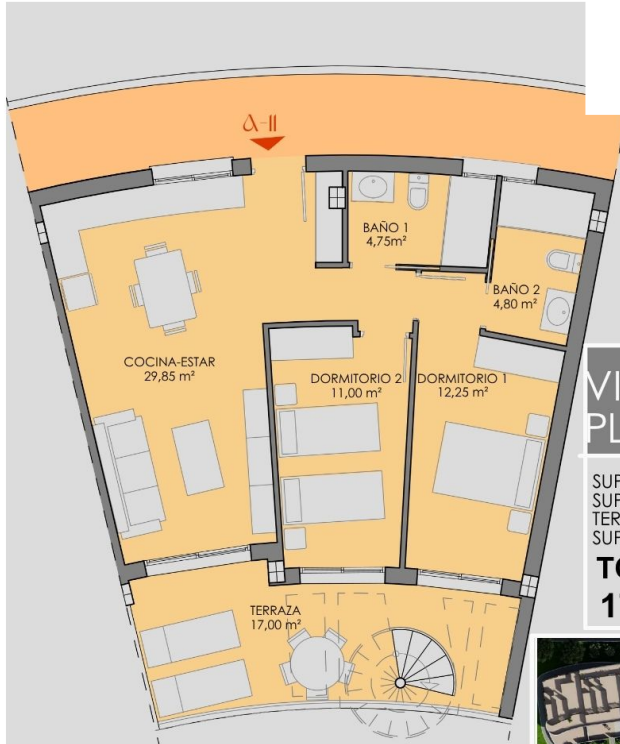 A-11
BAÑO 1
4,75m²
BAÑO 2
4,80 m²
COCINA-ESTAR
29,85 m²
DORMITORIO 2
11,00 m²
DORMITORIO 1
12,25 m²
TERRAZA
17,00 m²